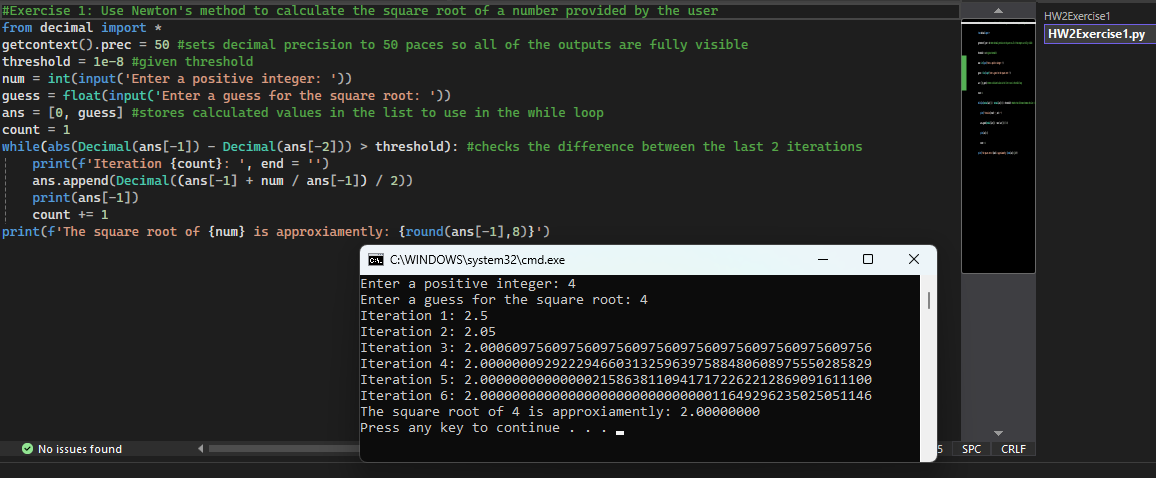 #Exercise 1: Use Newton's method to calculate the square root of a number provided by the user
from decimal import *
getcontext().prec = 50 #sets decimal precision to 50 paces so all of the outputs are fully visible
threshold = 1e-8 #given threshold
num = int(input('Enter a positive integer: '))
guess = float(input('Enter a guess for the square root: '))
ans = [0, guess] #stores calculated values in the list to use in the while loop
count = 1
while(abs(Decimal(ans[-1]) - Decimal(ans[-2])) > threshold): #checks the difference between the last 2 iterations
    print(f'Iteration {count}: ', end = '')
    ans.append(Decimal((ans[-1] + num / ans[-1]) / 2))
    print(ans[-1])
    count += 1
print(f'The square root of {num} is approxiamently: {round(ans[-1],8)}')
HW2Exercise1
HW2Exercise1.py
C:\WINDOWS\system32\cmd.exe
Enter a positive integer: 4
Enter a guess for the square root: 4
Iteration 1: 2.5
Iteration 2: 2.05
Iteration 3: 2.0006097560975609756097560975609756097560975609756
Iteration 4: 2.0000000929222946603132596397588480608975550285829
Iteration 5: 2.0000000000000021586381109417172262212869091611100
Iteration 6: 2.0000000000000000000000000000011649296235025051146
The square root of 4 is approxiamently: 2.00000000
Press any key to continue . . .
No issues found
5 SPC CRLF